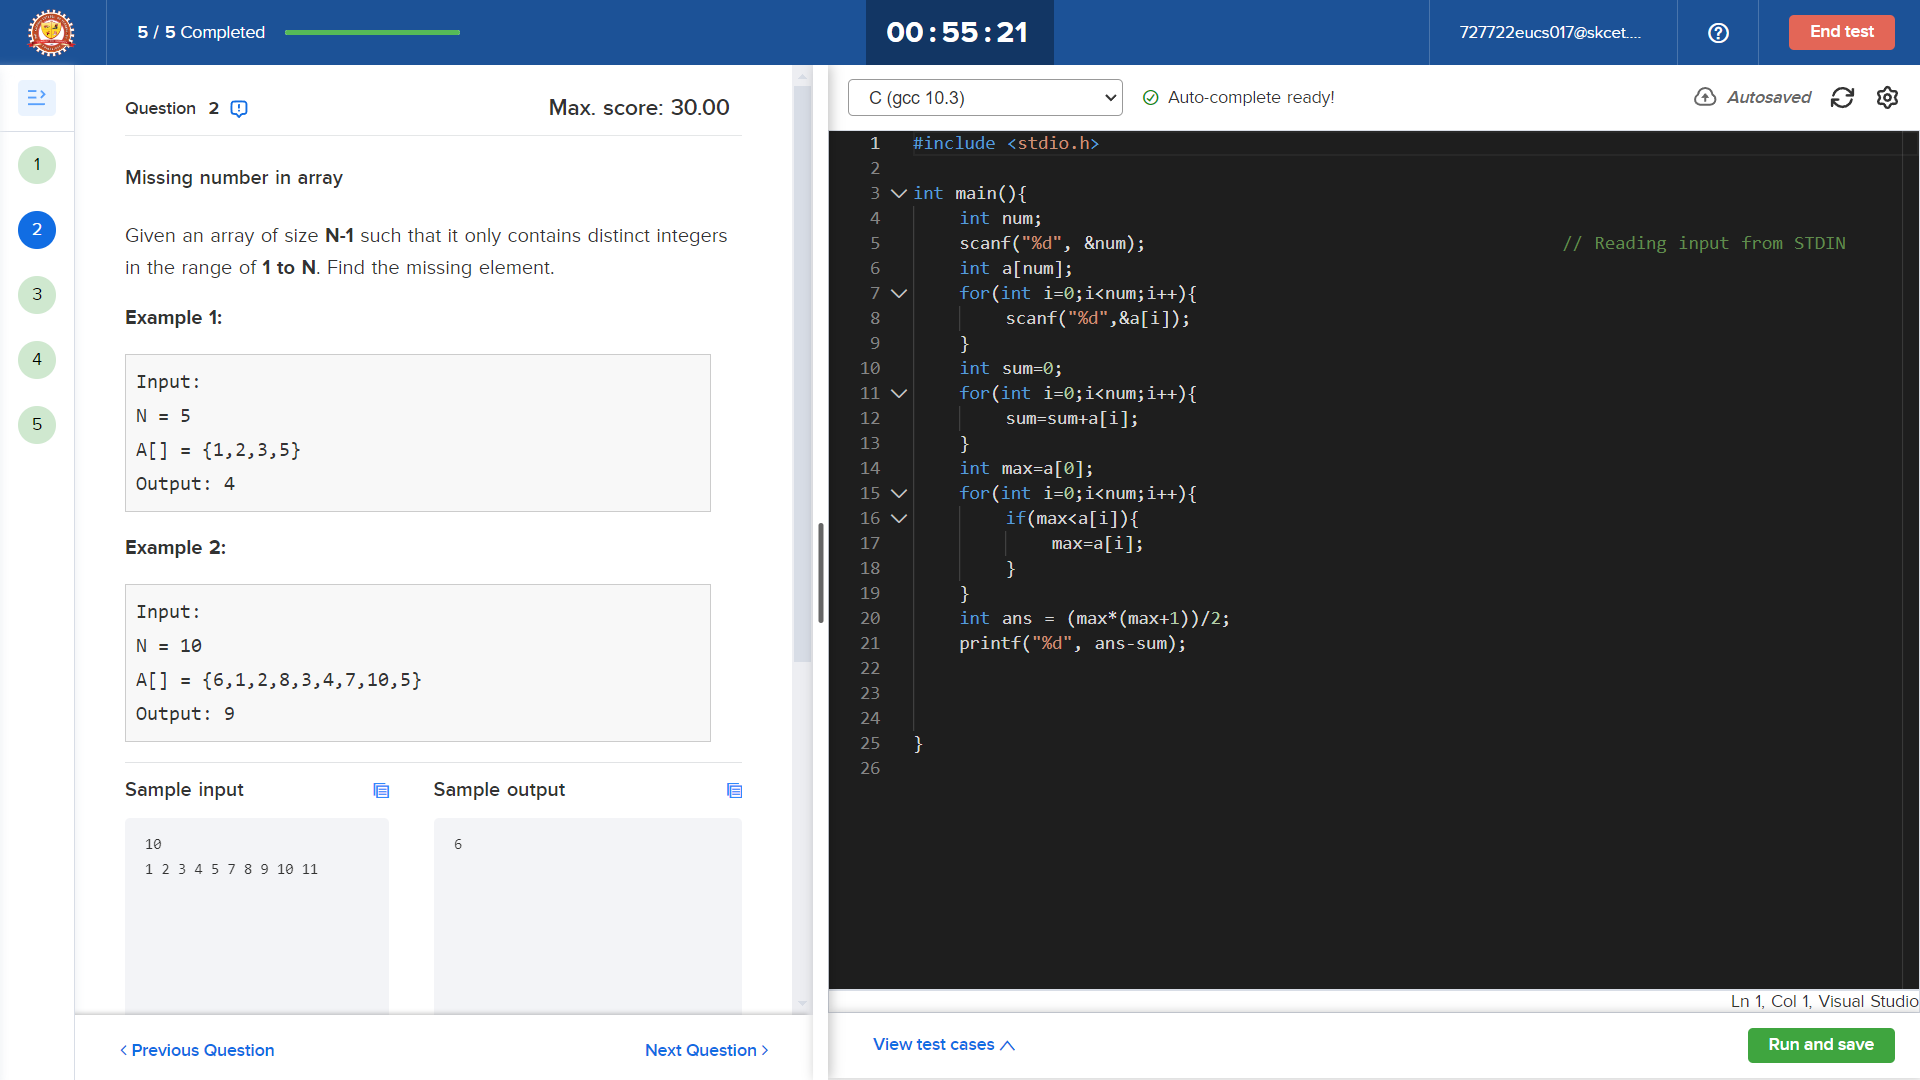 5 / 5 Completed
00 : 55 : 21
727722eucs017@skcet....
End test
1
2
3
4
5
Question 2
Max. score: 30.00
Missing number in array
Given an array of size N-1 such that it only contains distinct integers
in the range of 1 to N. Find the missing element.
Example 1:
Input:
N = 5
A[] = {1,2,3,5}
Output: 4
Example 2:
Input:
N = 10
A[] = {6,1,2,8,3,4,7,10,5}
Output: 9
Sample input
10
1 2 3 4 5 7 8 9 10 11
Sample output
6
< Previous Question
Next Question >
C (gcc 10.3)
Auto-complete ready!
Autosaved
1 #include <stdio.h>
2
3 int main(){
4 int num;
5 scanf("%d", &num); // Reading input from STDIN
6 int a[num];
7 for(int i=0;i<num;i++){
8 scanf("%d",&a[i]);
9 }
10 int sum=0;
11 for(int i=0;i<num;i++){
12 sum=sum+a[i];
13 }
14 int max=a[0];
15 for(int i=0;i<num;i++){
16 if(max<a[i]){
17 max=a[i];
18 }
19 }
20 int ans = (max*(max+1))/2;
21 printf("%d", ans-sum);
22
23
24
25 }
26
Ln 1, Col 1, Visual Studio
View test cases
Run and save